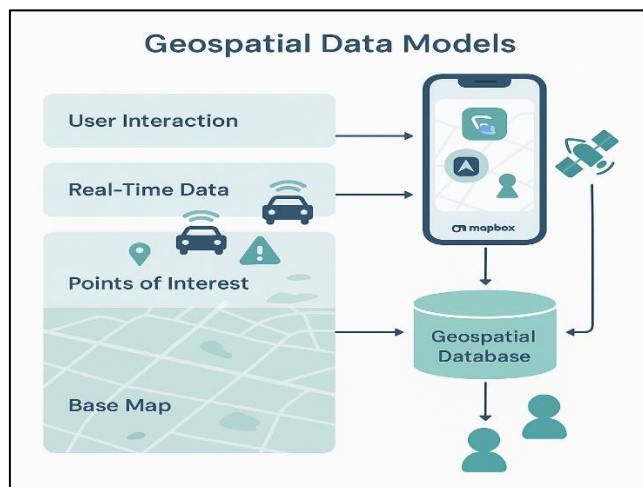 Geospatial Data Models
User Interaction
Real-Time Data
Points of Interest
Base Map
mapbox
Geospatial
Database